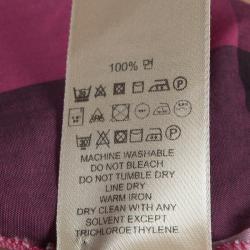 100% 면
MACHINE WASHABLE
DO NOT BLEACH
DO NOT TUMBLE DRY
LINE DRY
WARM IRON
DRY CLEAN WITH ANY
SOLVENT EXCEPT
TRICHLOROETHYLENE